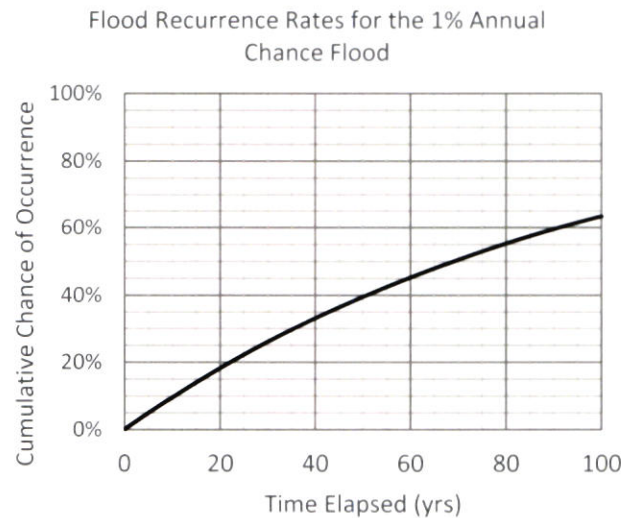 Flood Recurrence Rates for the 1% Annual
Chance Flood
Cumulative Chance of Occurrence
100%
80%
60%
40%
20%
0%
0 20 40 60 80 100
Time Elapsed (yrs)